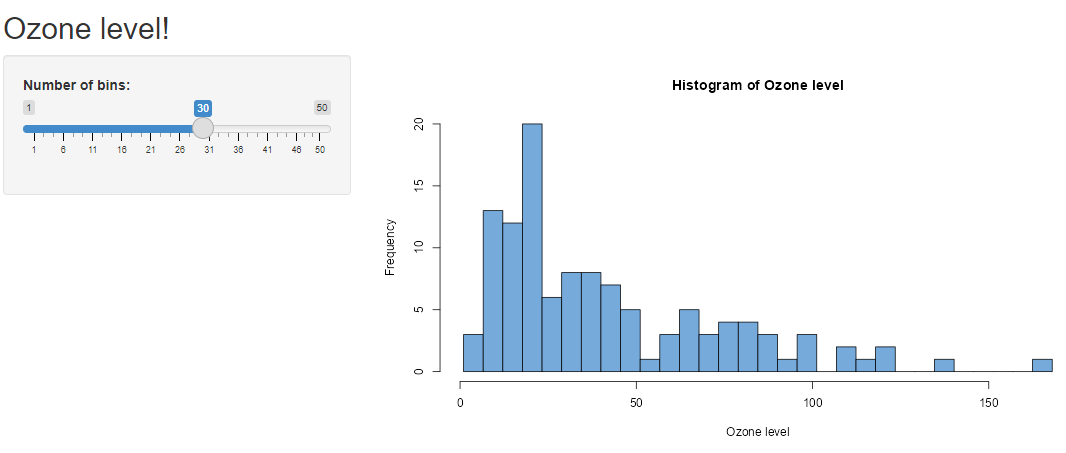 Ozone level!
Number of bins:
1 30 50
1 6 11 16 21 26 31 36 41 46 50
Histogram of Ozone level
Frequency
20
15
10
5
0
0 50 100 150
Ozone level